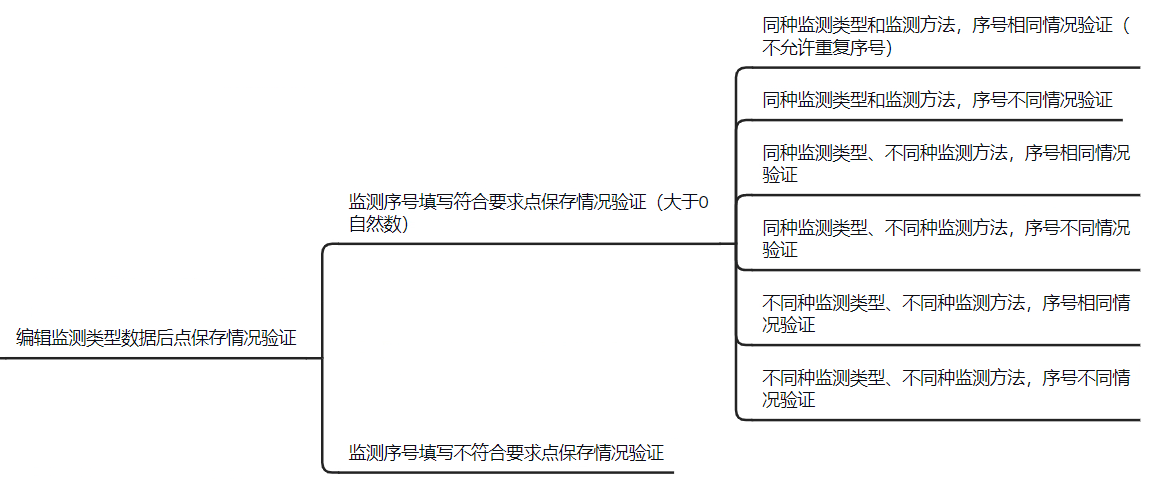 同种监测类型和监测方法，序号相同情况验证（
不允许重复序号）
同种监测类型和监测方法，序号不同情况验证
同种监测类型、不同种监测方法，序号相同情况
验证
监测序号填写符合要求点保存情况验证（大于0
自然数）
同种监测类型、不同种监测方法，序号不同情况
验证
不同种监测类型、不同种监测方法，序号相同情
况验证
编辑监测类型数据后点保存情况验证
不同种监测类型、不同种监测方法，序号不同情
况验证
监测序号填写不符合要求点保存情况验证